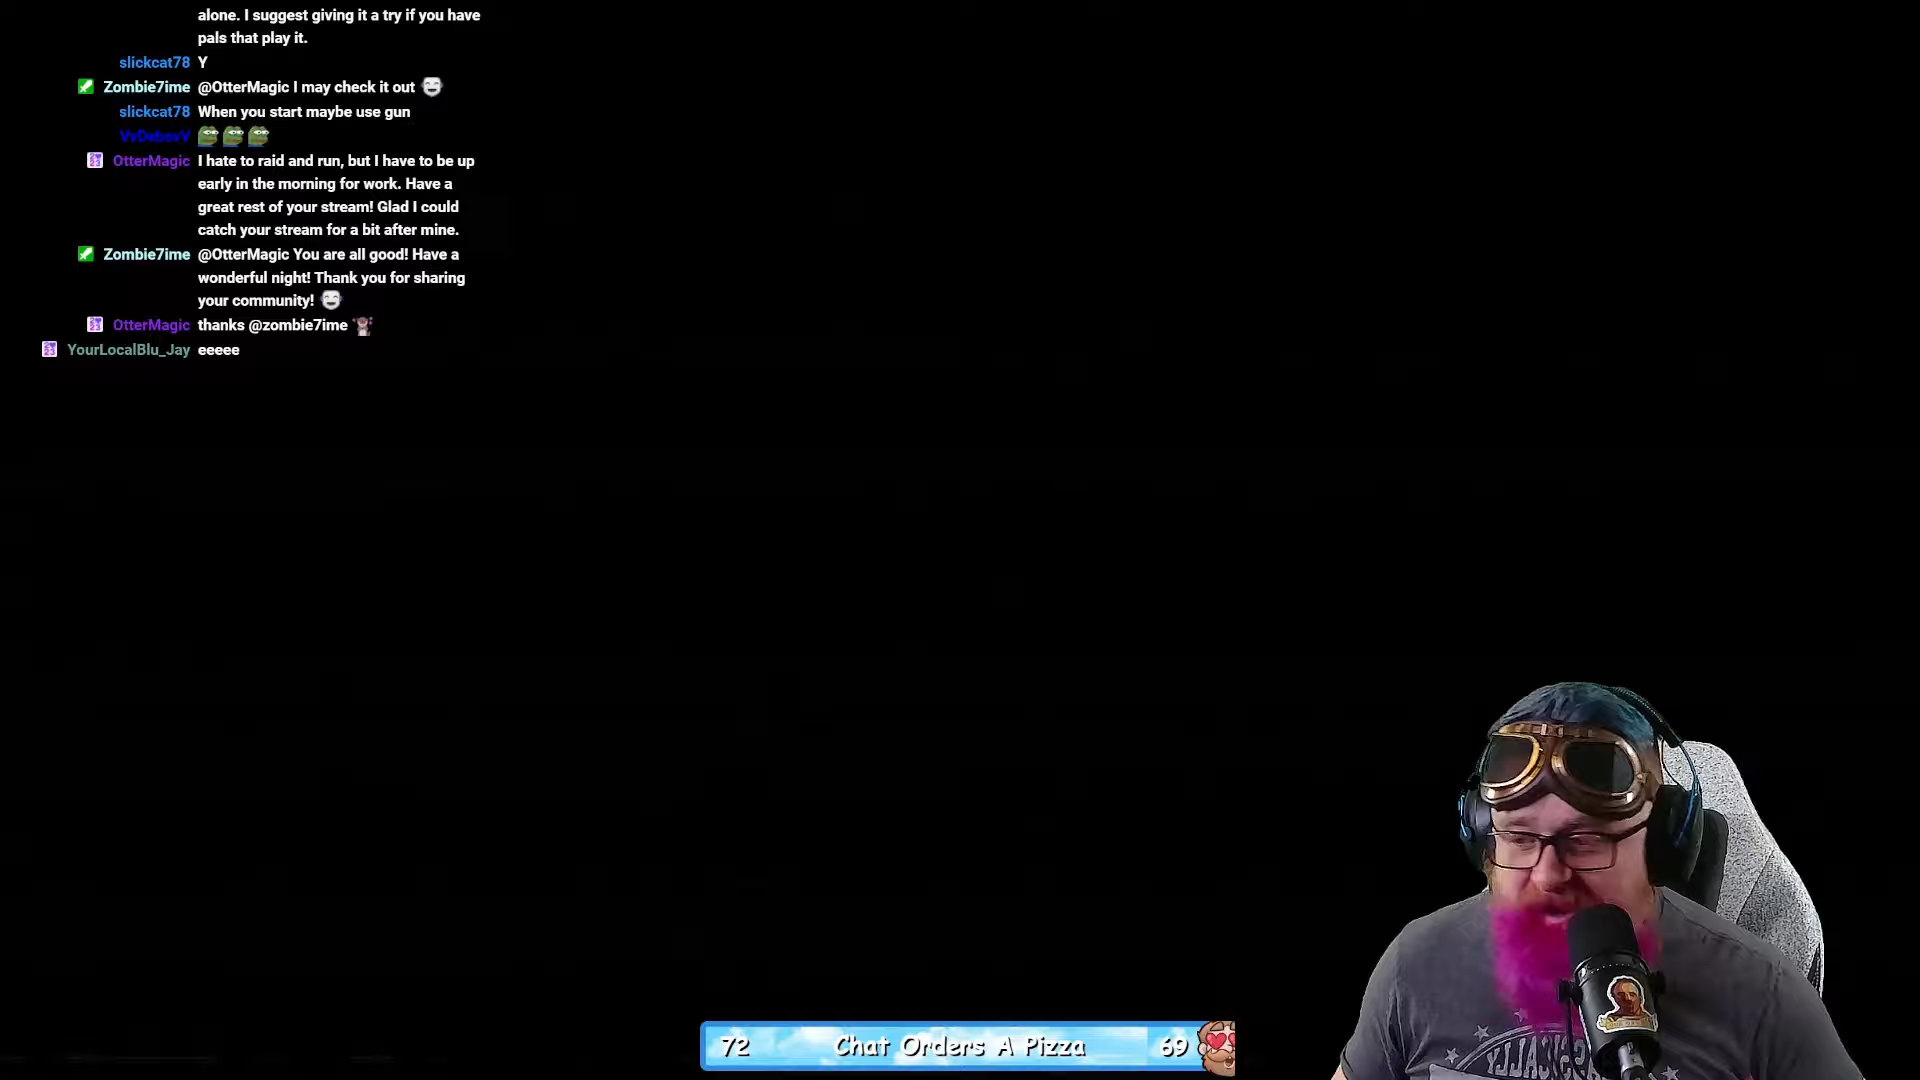 alone. I suggest giving it a try if you have
pals that play it.
slickcat78 Y
Zombie7ime @OtterMagic I may check it out
slickcat78 When you start maybe use gun
OtterMagic I hate to raid and run, but I have to be up
early in the morning for work. Have a
great rest of your stream! Glad I could
catch your stream for a bit after mine.
Zombie7ime @OtterMagic You are all good! Have a
wonderful night! Thank you for sharing
your community!
OtterMagic thanks @zombie7ime
YourLocalBlu_Jay eeeee
72 Chat Orders A Pizza 69